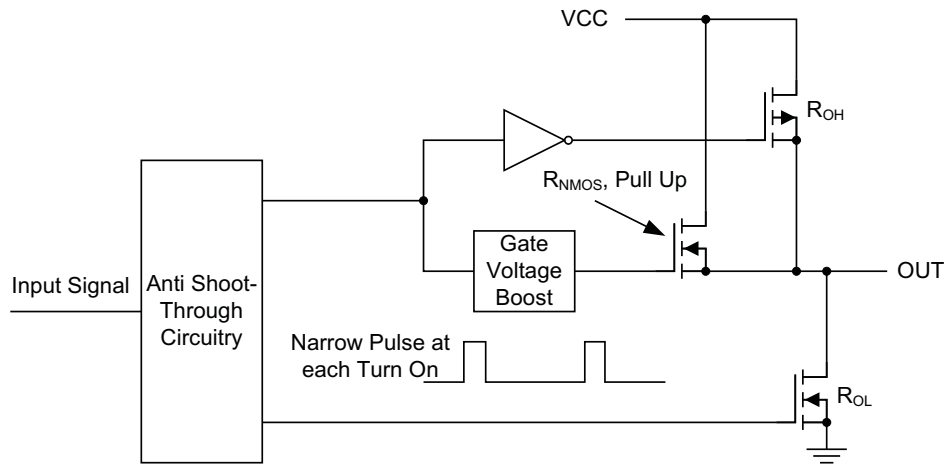 VCC
ROH
RNMOS, Pull Up
Gate
Voltage
Boost
OUT
Input Signal
Anti Shoot-
Through
Circuitry
Narrow Pulse at
each Turn On
ROL